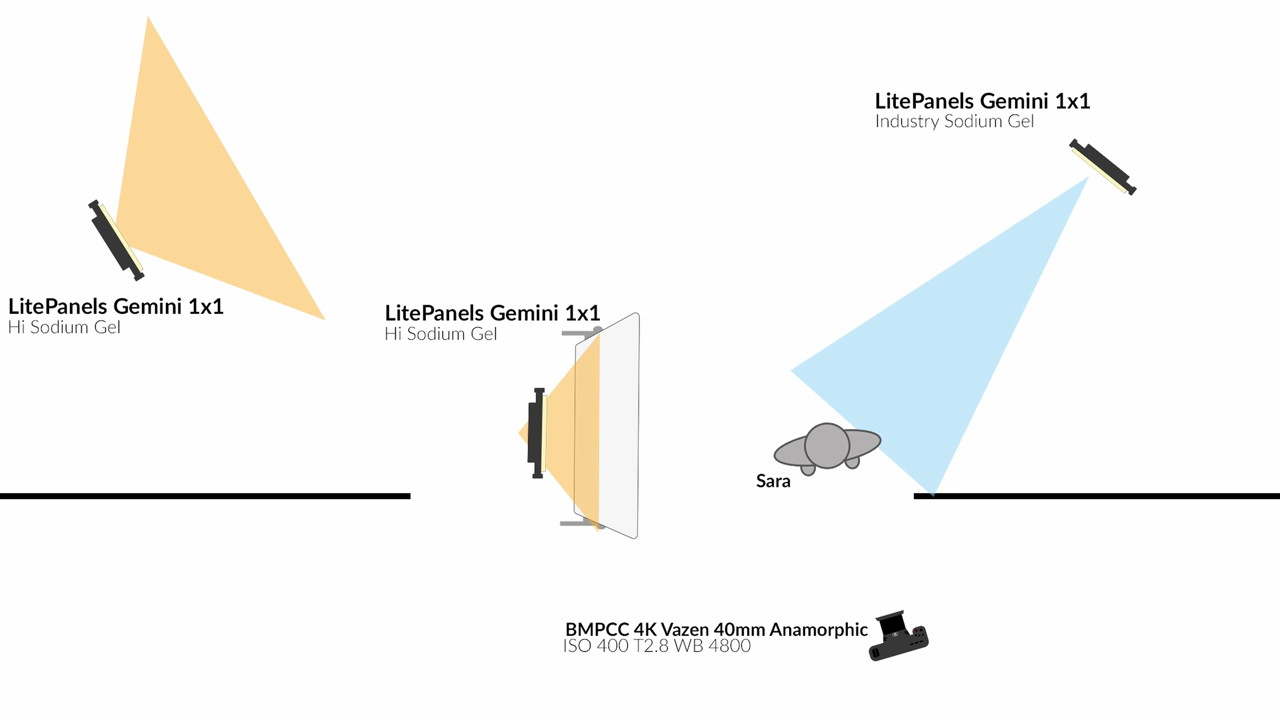 LitePanels Gemini 1x1
Industry Sodium Gel
LitePanels Gemini 1x1
Hi Sodium Gel
LitePanels Gemini 1x1
Hi Sodium Gel
Sara
BMPCC 4K Vazen 40mm Anamorphic
ISO 400 T2.8 WB 4800